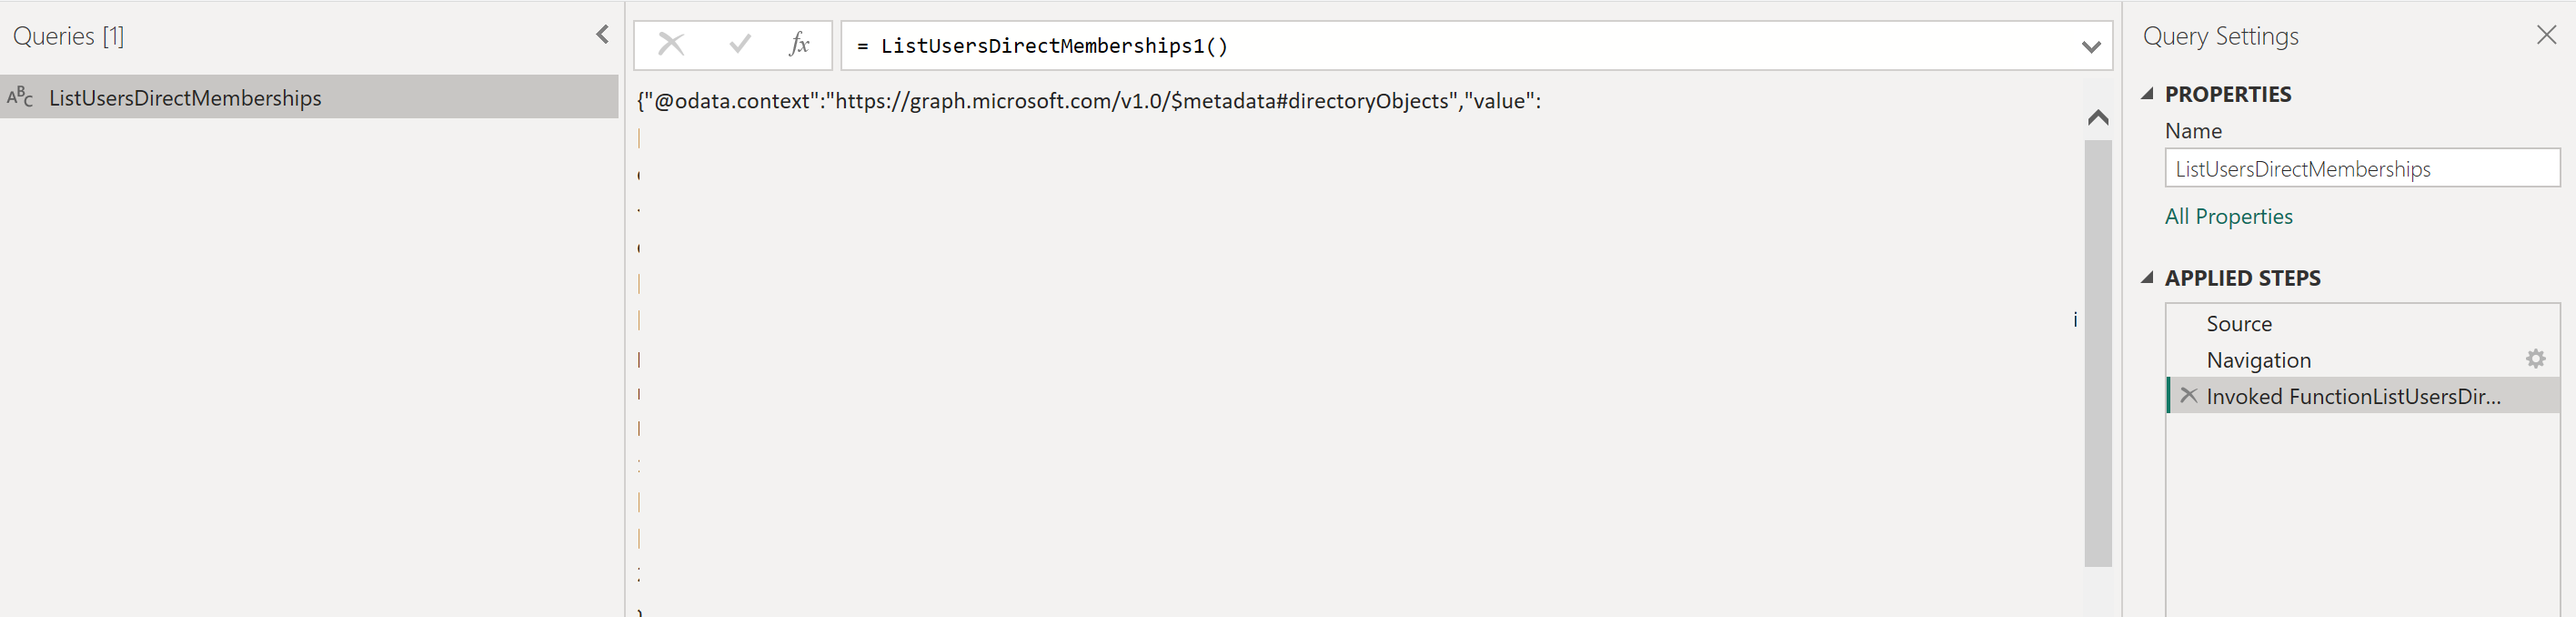 Queries [1]
ABC ListUsersDirectMemberships
fx
= ListUsersDirectMemberships1()
{"@odata.context":"https://graph.microsoft.com/v1.0/$metadata#directoryObjects","value":
i
Query Settings
PROPERTIES
Name
ListUsersDirectMemberships
All Properties
APPLIED STEPS
Source
Navigation
Invoked FunctionListUsersDir...